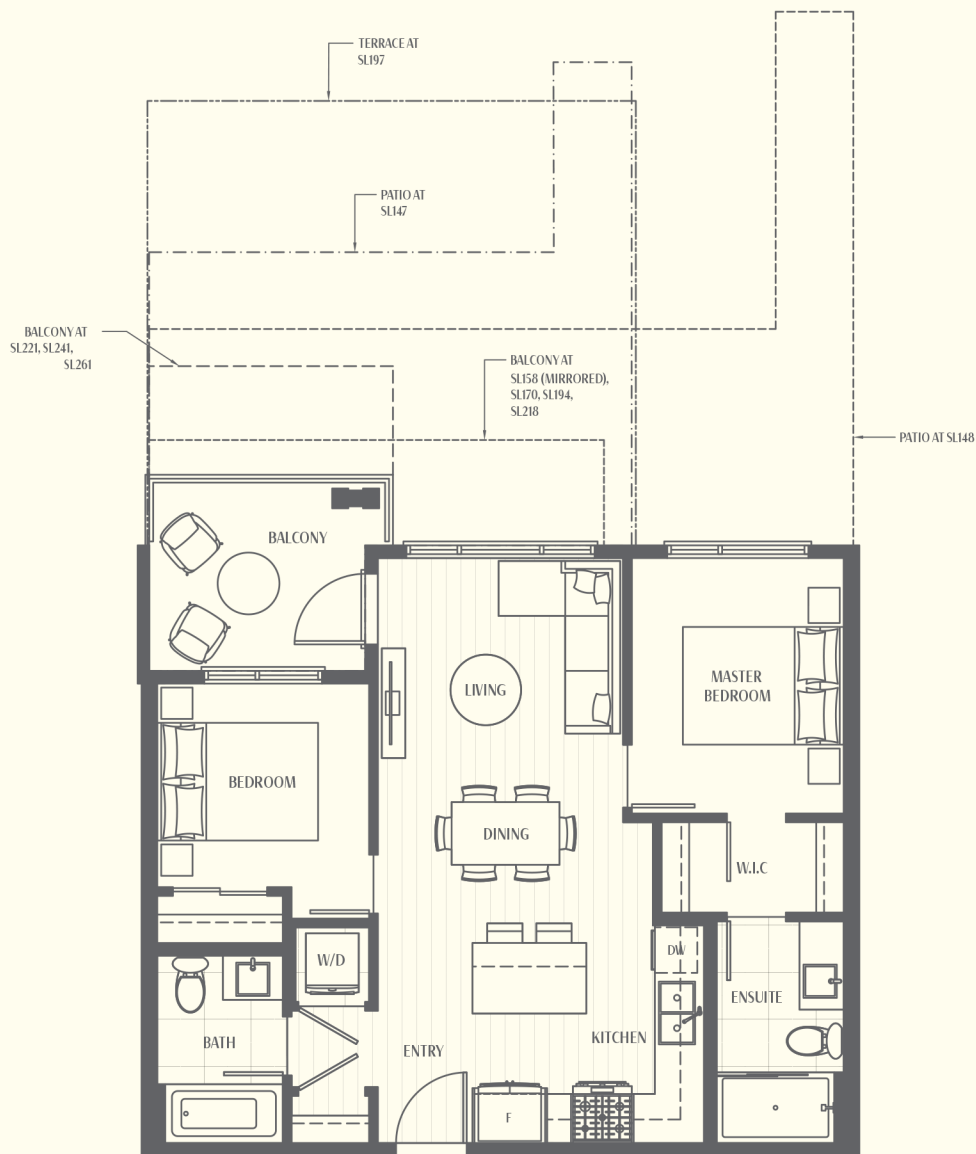 TERRACE AT
SL197
PATIO AT
SL147
BALCONY AT
SL221, SL241,
SL261
BALCONY AT
SL158 (MIRRORED),
SL170, SL194,
SL218
PATIO AT SL148
BALCONY
LIVING
MASTER
BEDROOM
BEDROOM
DINING
W.I.C
W/D
DW
ENSUITE
BATH
ENTRY
KITCHEN
F